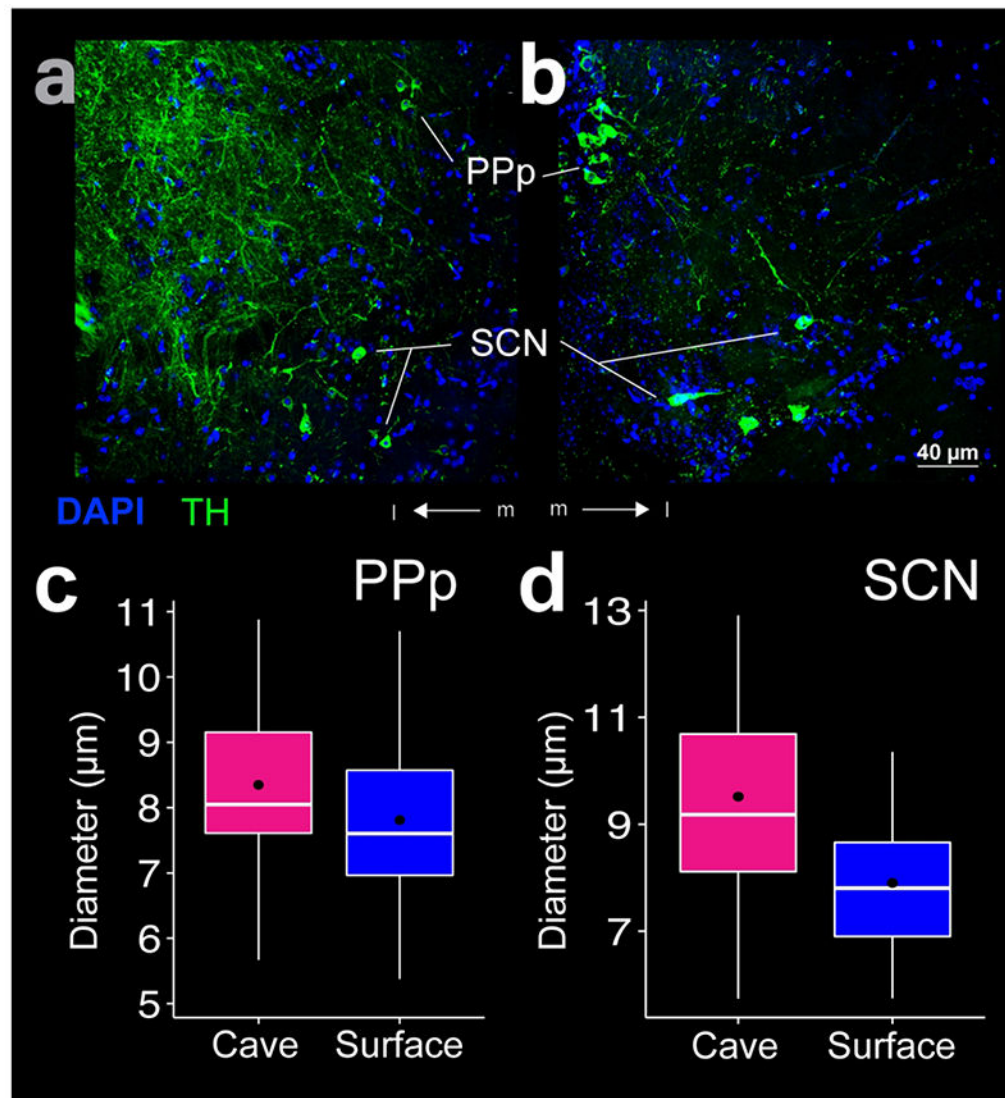 a
b
PPp
SCN
40 µm
DAPI TH
l m m l
c PPp
d SCN
Diameter (µm)
11
10
9
8
7
6
5
Cave Surface
Diameter (µm)
13
11
9
7
Cave Surface